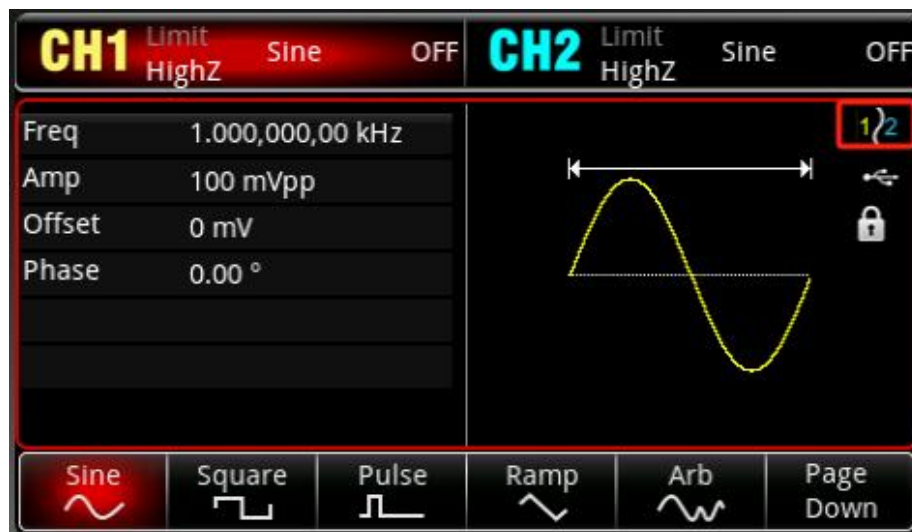 CH1 Limit HighZ Sine OFF
CH2 Limit HighZ Sine OFF
Freq 1.000,000,00 kHz
1 2
Amp 100 mVpp
Offset 0 mV
Phase 0.00 °
Sine Square Pulse Ramp Arb Page Down